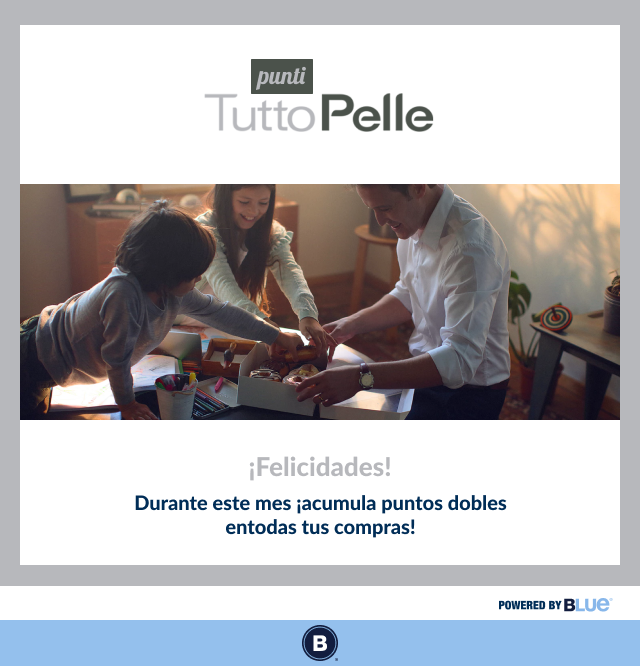 punti
TuttoPelle
¡Felicidades!
Durante este mes ¡acumula puntos dobles
entodas tus compras!
POWERED BY BLUE
B